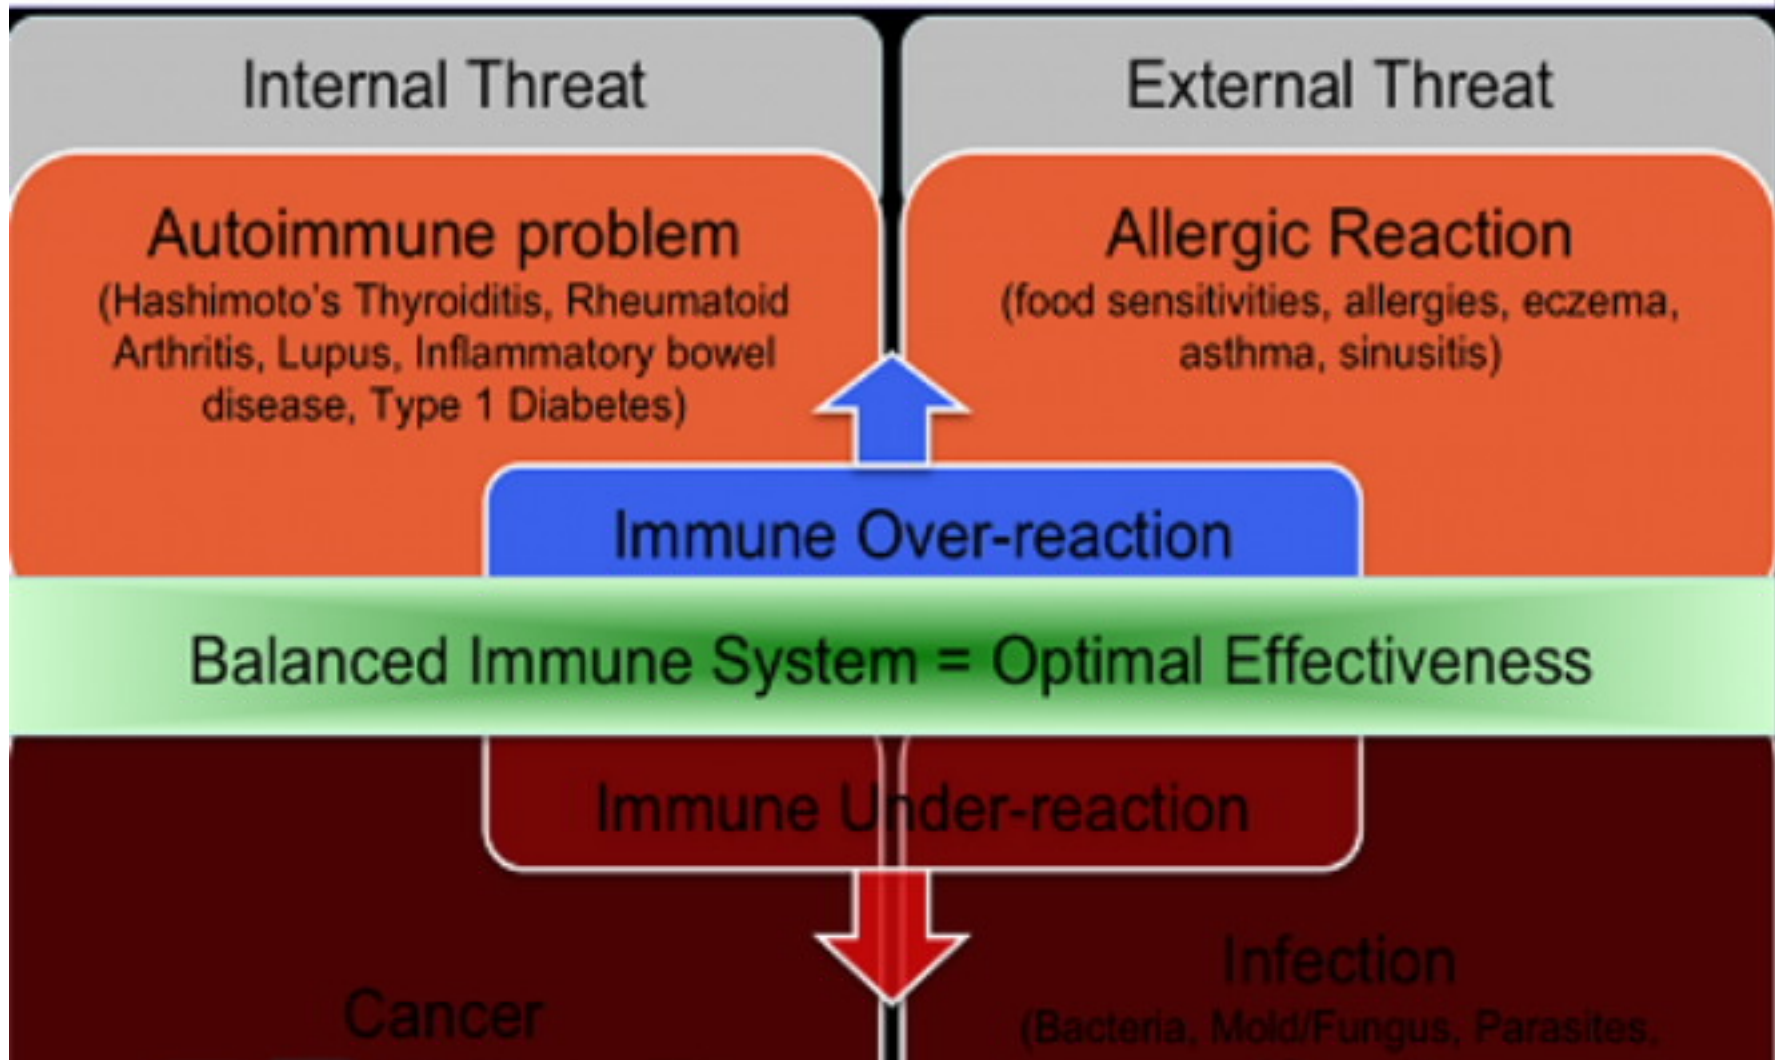 Internal Threat
External Threat
Autoimmune problem
(Hashimoto's Thyroiditis, Rheumatoid
Arthritis, Lupus, Inflammatory bowel
disease, Type 1 Diabetes)
Allergic Reaction
(food sensitivities, allergies, eczema,
asthma, sinusitis)
Immune Over-reaction
Balanced Immune System = Optimal Effectiveness
Immune Under-reaction
Cancer
Infection
(Bacteria, Mold/Fungus, Parasites,